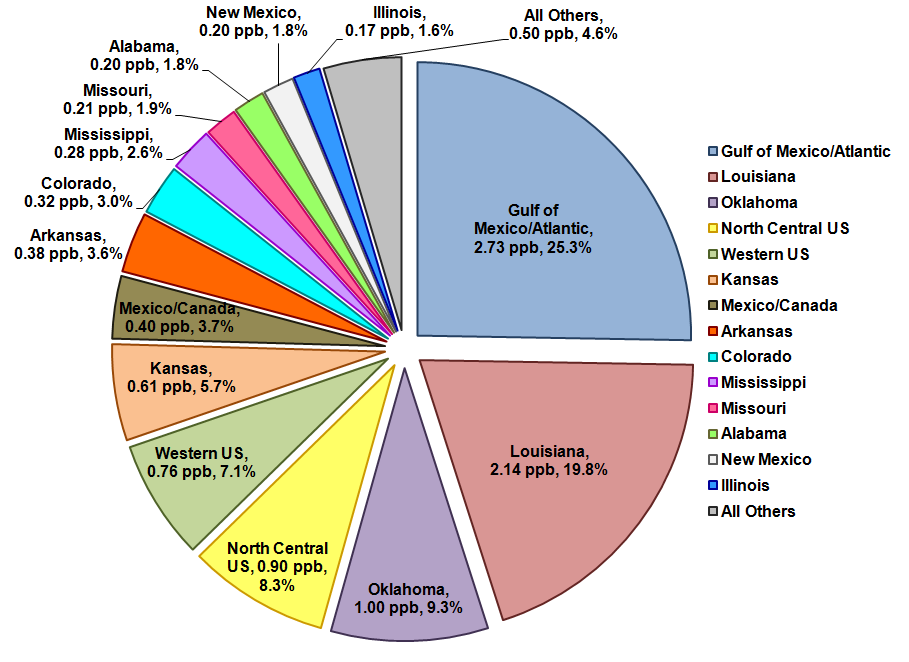 New Mexico,
0.20 ppb, 1.8%
Illinois,
0.17 ppb, 1.6%
All Others,
0.50 ppb, 4.6%
Alabama,
0.20 ppb, 1.8%
Missouri,
0.21 ppb, 1.9%
Mississippi,
0.28 ppb, 2.6%
Colorado,
0.32 ppb, 3.0%
Arkansas,
0.38 ppb, 3.6%
Mexico/Canada,
0.40 ppb, 3.7%
Kansas,
0.61 ppb, 5.7%
Western US,
0.76 ppb, 7.1%
North Central
US, 0.90 ppb,
8.3%
Oklahoma,
1.00 ppb, 9.3%
Louisiana,
2.14 ppb, 19.8%
Gulf of
Mexico/Atlantic,
2.73 ppb, 25.3%
Gulf of Mexico/Atlantic
Louisiana
Oklahoma
North Central US
Western US
Kansas
Mexico/Canada
Arkansas
Colorado
Mississippi
Missouri
Alabama
New Mexico
Illinois
All Others